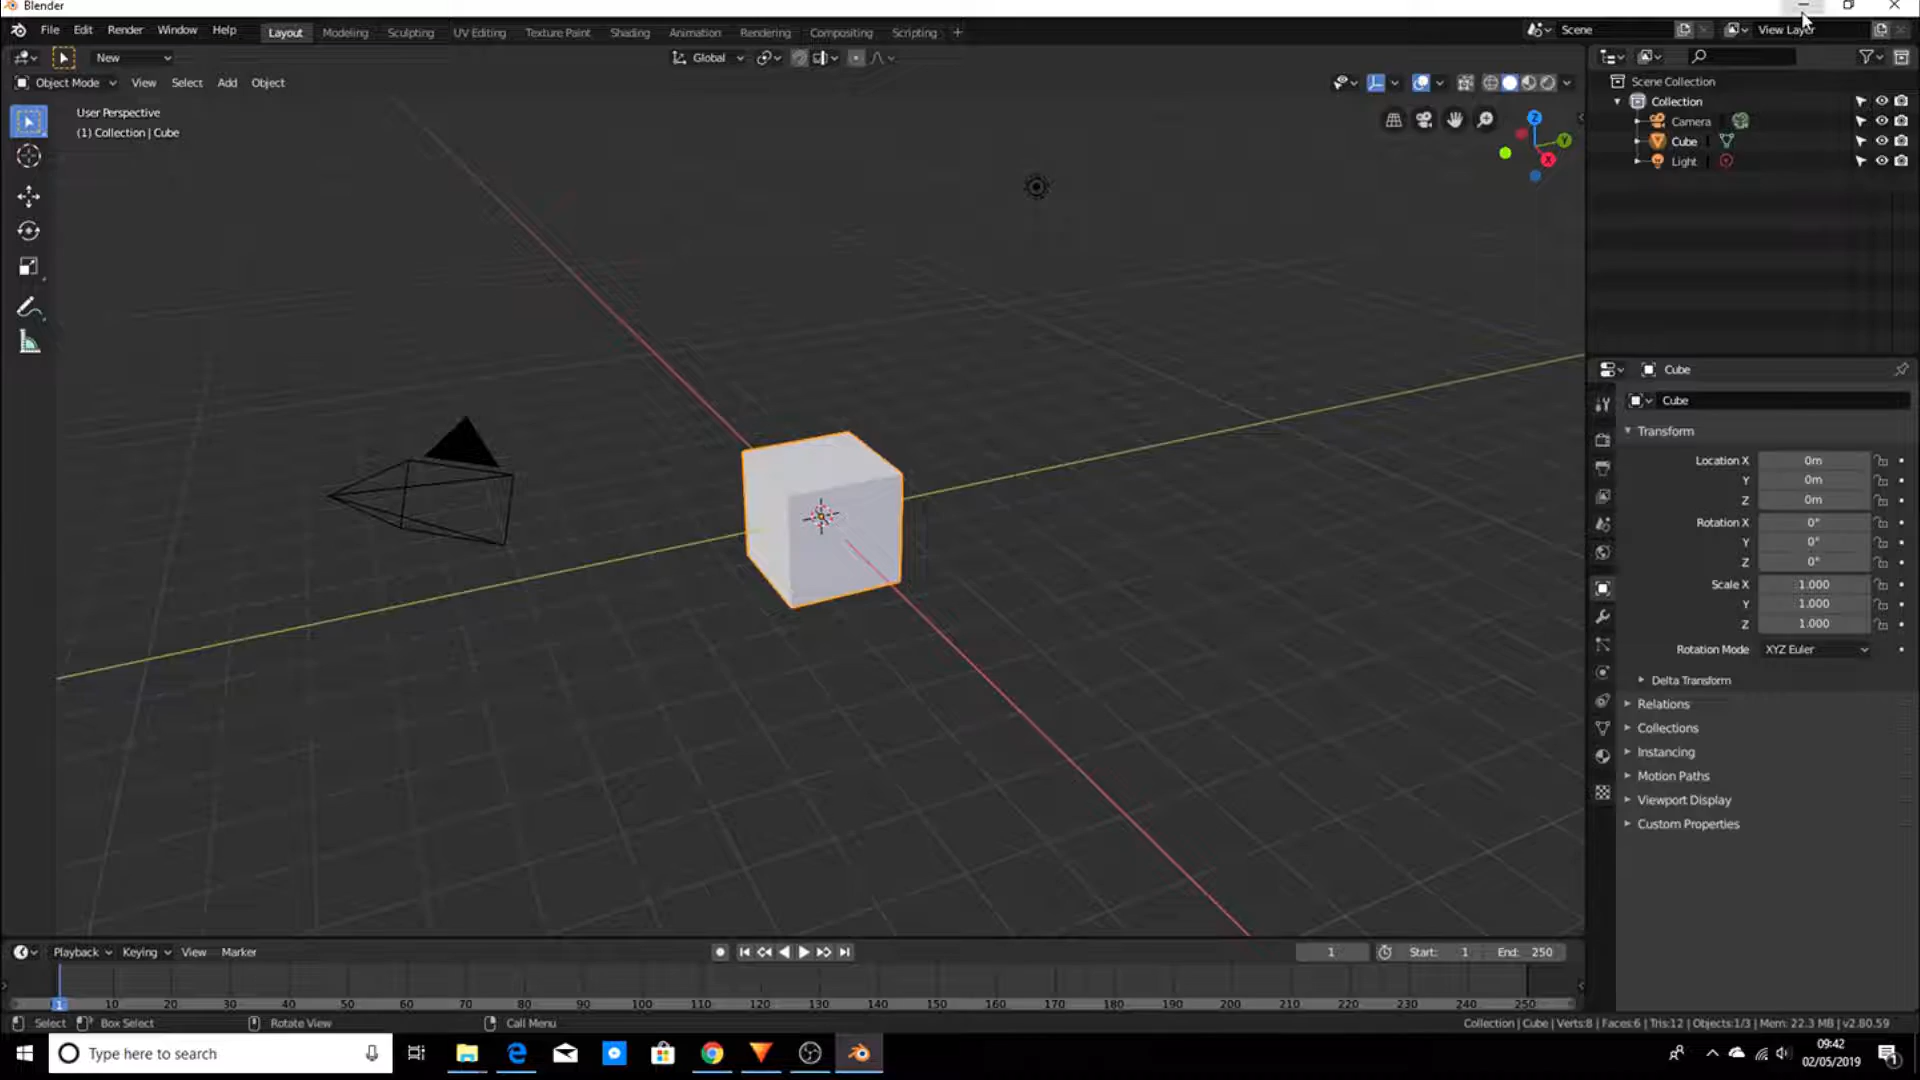 Blender
File Edit Render Window Help Layout Modeling Sculpting UV Editing Texture Paint Shading Animation Rendering Compositing Scripting + Scene View Layer
New Global
Object Mode View Select Add Object
User Perspective
(1) Collection | Cube
Z
Y
X
Scene Collection
Collection
Camera
Cube
Light
Cube
Cube
Transform
Location X 0m
Y 0m
Z 0m
Rotation X 0°
Y 0°
Z 0°
Scale X 1.000
Y 1.000
Z 1.000
Rotation Mode XYZ Euler
Delta Transform
Relations
Collections
Instancing
Motion Paths
Viewport Display
Custom Properties
Playback Keying View Marker 1 Start: 1 End: 250
1 10 20 30 40 50 60 70 80 90 100 110 120 130 140 150 160 170 180 190 200 210 220 230 240 250
Select Box Select Rotate View Call Menu Collection | Cube | Verts:8 | Faces:6 | Tris:12 | Objects:1/3 | Mem: 22.3 MB | v2.80.59
Type here to search
09:42
02/05/2019
1